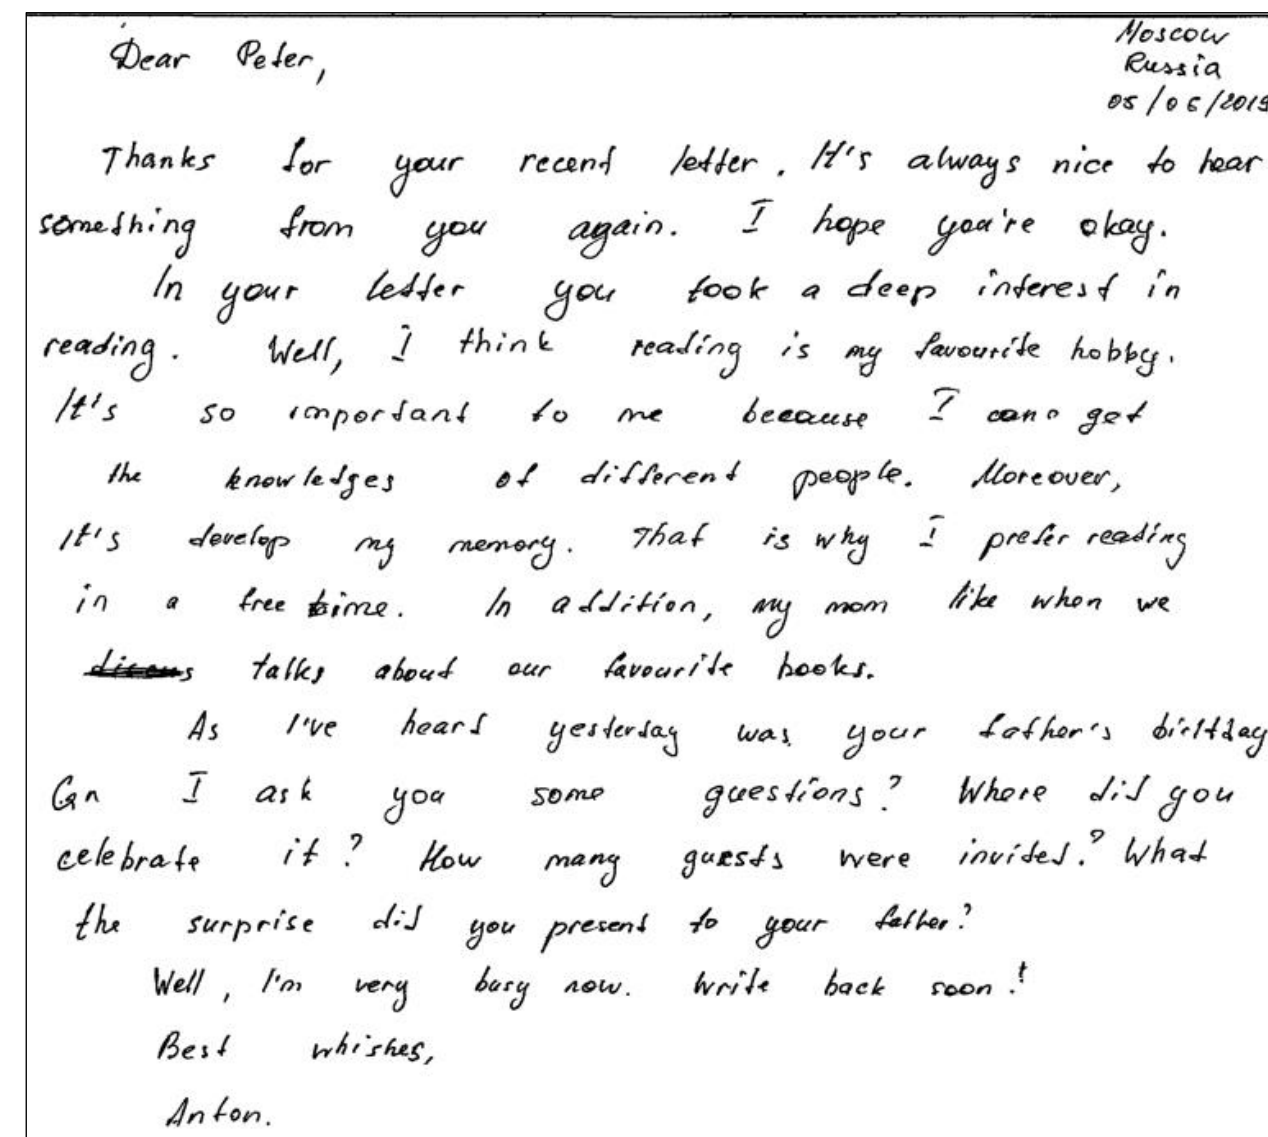 Moscow
Russia
05/06/2019
Dear Peter,
Thanks for your recent letter. It's always nice to hear
something from you again. I hope you're okay.
In your letter you took a deep interest in
reading. Well, I think reading is my favourite hobby.
It's so important to me because I can get
the knowledges of different people. Moreover,
It's develop my memory. That is why I prefer reading
in a free time. In addition, my mom like when we
talks about our favourite books.
As I've heard yesterday was your father's birthday
Can I ask you some questions? Where did you
celebrate it? How many guests were invited? What
the surprise did you present to your father?
Well, I'm very busy now. Write back soon!
Best whishes,
Anton.